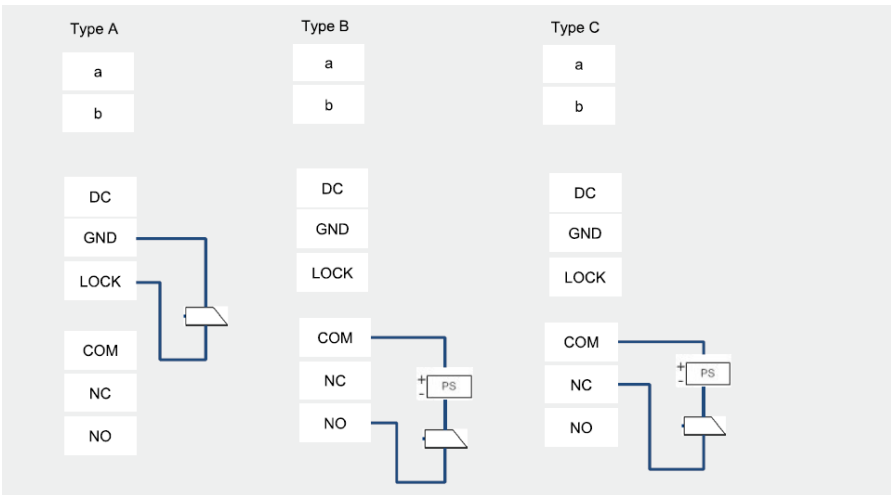 Type A
a
b
DC
GND
LOCK
COM
NC
NO
Type B
a
b
DC
GND
LOCK
COM
NC
NO
+
-
PS
Type C
a
b
DC
GND
LOCK
COM
NC
NO
+
-
PS